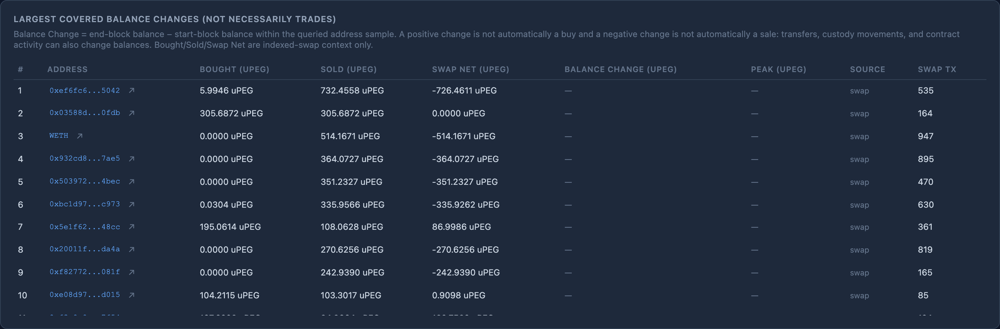 LARGEST COVERED BALANCE CHANGES (NOT NECESSARILY TRADES)
Balance Change = end-block balance – start-block balance within the queried address sample. A positive change is not automatically a buy and a negative change is not automatically a sale: transfers, custody movements, and contract
activity can also change balances. Bought/Sold/Swap Net are indexed-swap context only.
# ADDRESS BOUGHT (UPEG) SOLD (UPEG) SWAP NET (UPEG) BALANCE CHANGE (UPEG) PEAK (UPEG) SOURCE SWAP TX
1 0xef6fc6...5042 ↗ 5.9946 uPEG 732.4558 uPEG -726.4611 uPEG — — swap 535
2 0x03588d...0fdb ↗ 305.6872 uPEG 305.6872 uPEG 0.0000 uPEG — — swap 164
3 WETH ↗ 0.0000 uPEG 514.1671 uPEG -514.1671 uPEG — — swap 947
4 0x932cd8...7ae5 ↗ 0.0000 uPEG 364.0727 uPEG -364.0727 uPEG — — swap 895
5 0x503972...4bec ↗ 0.0000 uPEG 351.2327 uPEG -351.2327 uPEG — — swap 470
6 0xbc1d97...c973 ↗ 0.0304 uPEG 335.9566 uPEG -335.9262 uPEG — — swap 630
7 0x5e1f62...48cc ↗ 195.0614 uPEG 108.0628 uPEG 86.9986 uPEG — — swap 361
8 0x20011f...da4a ↗ 0.0000 uPEG 270.6256 uPEG -270.6256 uPEG — — swap 819
9 0xf82772...081f ↗ 0.0000 uPEG 242.9390 uPEG -242.9390 uPEG — — swap 165
10 0xe08d97...d015 ↗ 104.2115 uPEG 103.3017 uPEG 0.9098 uPEG — — swap 85